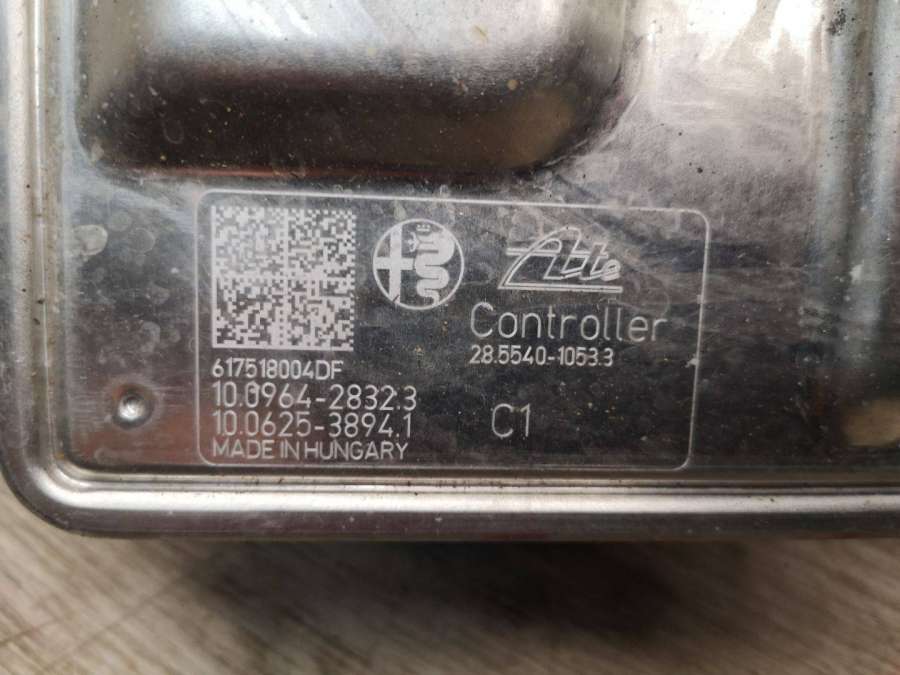 Ate
Controller
28.5540-1053.3
617518004DF
10.0964-2832.3
10.0625-3894.1
C1
MADE IN HUNGARY